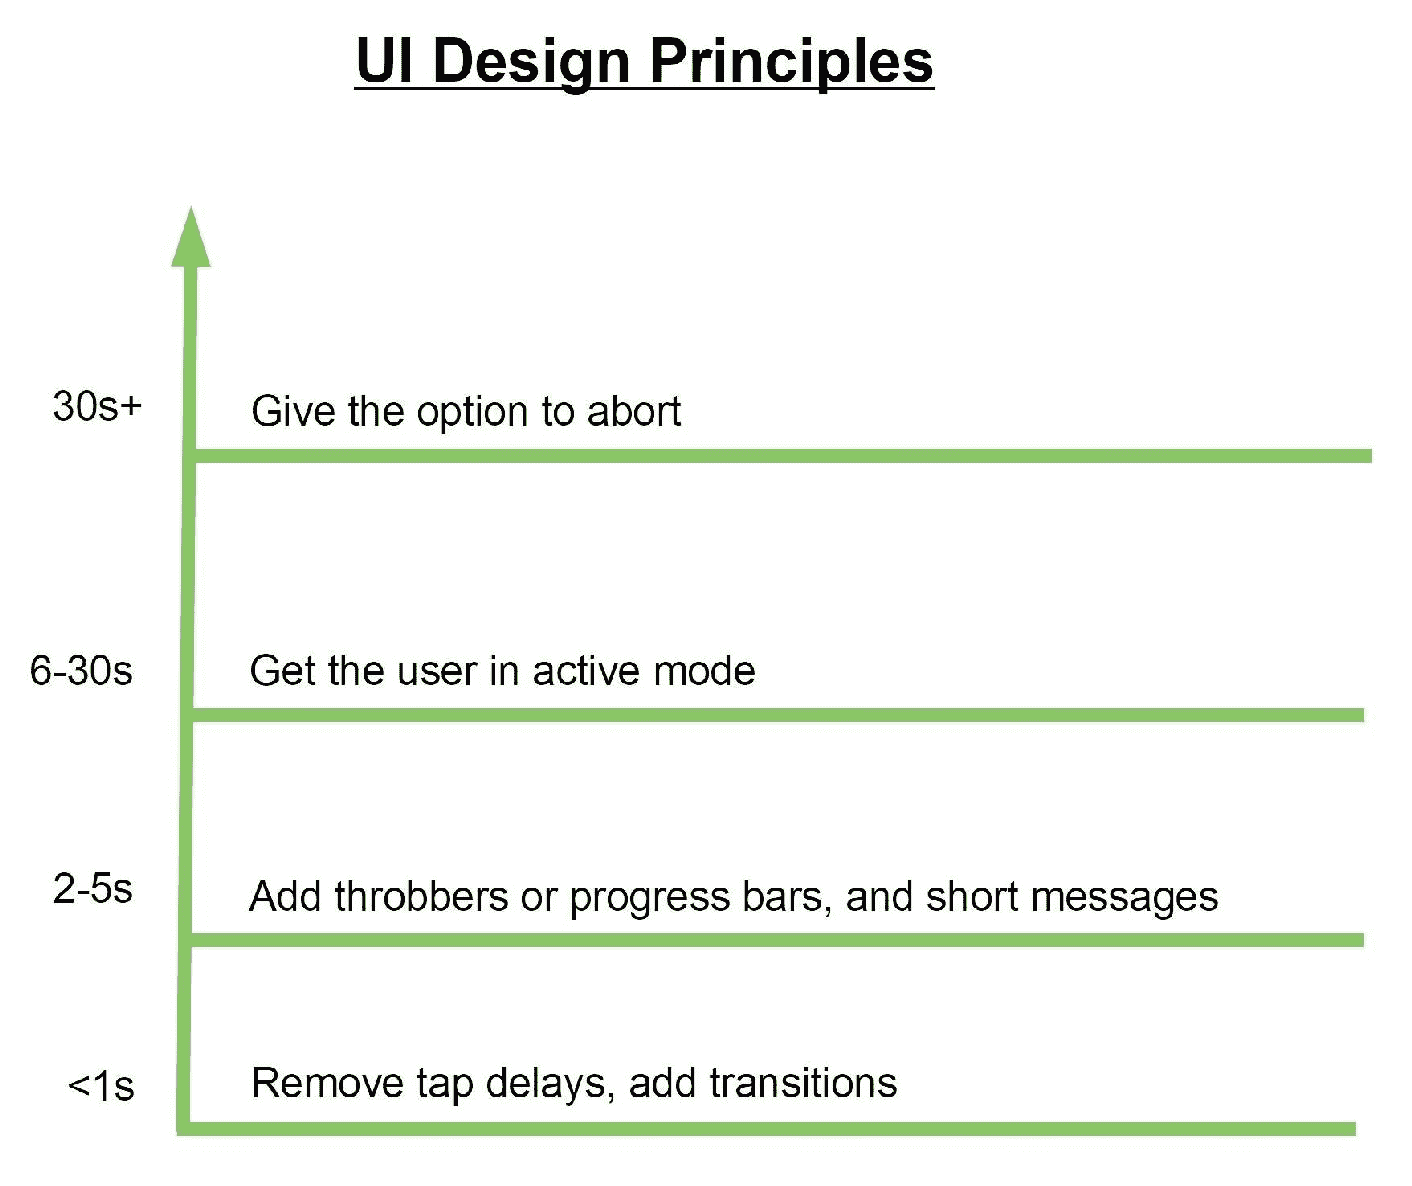 UI Design Principles
30s+ Give the option to abort
6-30s Get the user in active mode
2-5s Add throbbers or progress bars, and short messages
<1s Remove tap delays, add transitions